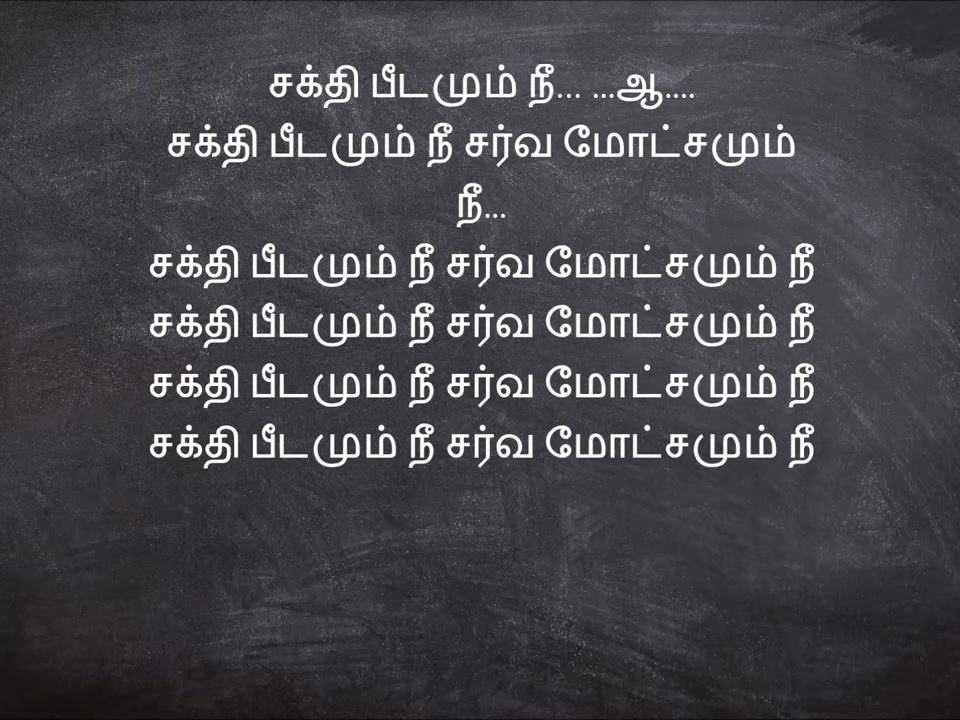 சக்தி பீடமும் நீ... ...ஆ....
சக்தி பீடமும் நீ சர்வ மோட்சமும்
நீ...
சக்தி பீடமும் நீ சர்வ மோட்சமும் நீ
சக்தி பீடமும் நீ சர்வ மோட்சமும் நீ
சக்தி பீடமும் நீ சர்வ மோட்சமும் நீ
சக்தி பீடமும் நீ சர்வ மோட்சமும் நீ